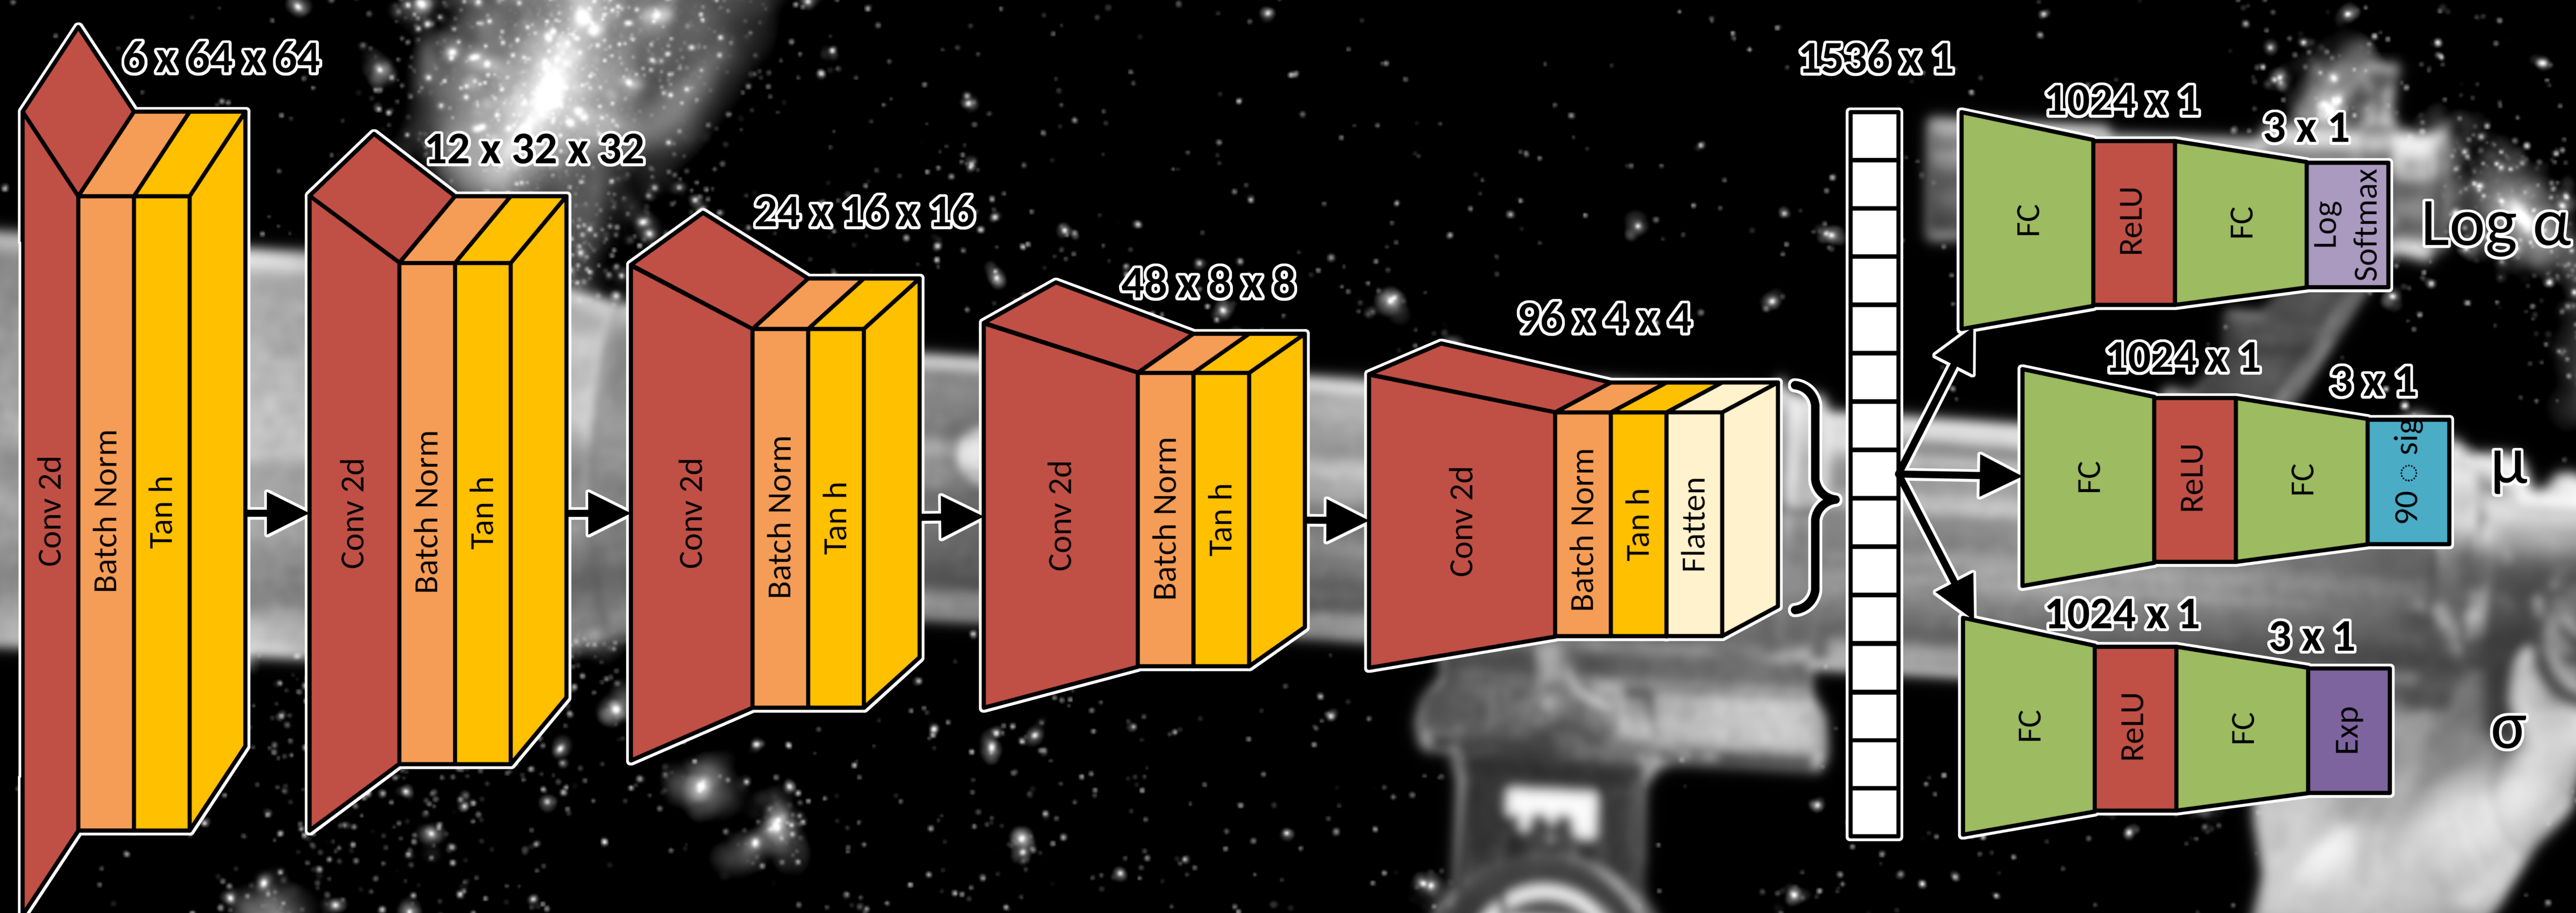 6 x 64 x 64
Conv 2d
Batch Norm
Tan h
12 x 32 x 32
Conv 2d
Batch Norm
Tan h
24 x 16 x 16
Conv 2d
Batch Norm
Tan h
48 x 8 x 8
Conv 2d
Batch Norm
Tan h
96 x 4 x 4
Conv 2d
Batch Norm
Tan h
Flatten
1536 x 1
1024 x 1
3 x 1
FC
ReLU
FC
Log
Softmax
Log α
1024 x 1
3 x 1
FC
ReLU
FC
90 ◌ sig
μ
1024 x 1
3 x 1
FC
ReLU
FC
Exp
σ